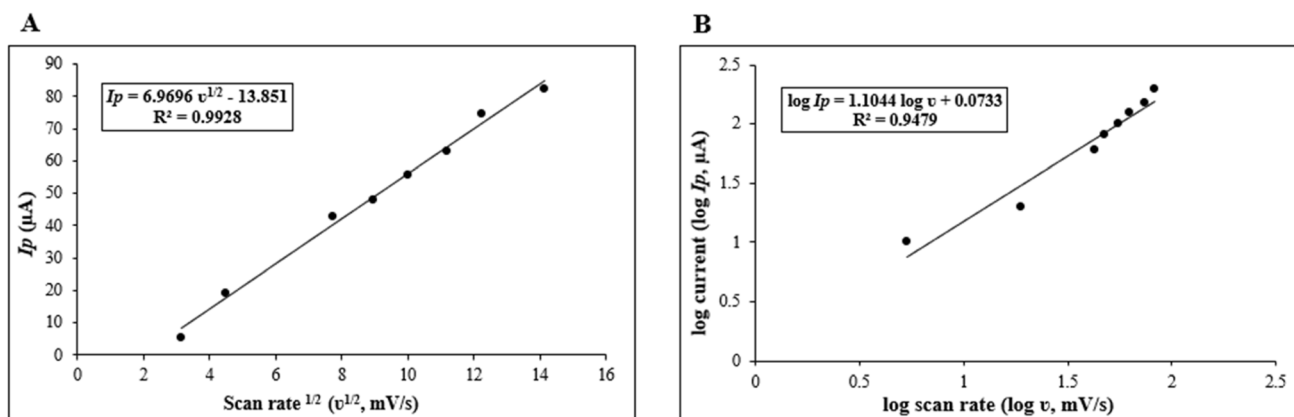 A
Ip = 6.9696 υ^1/2 - 13.851
R² = 0.9928
90
80
70
60
50
40
30
20
10
0
Ip (µA)
0 2 4 6 8 10 12 14 16
Scan rate ^1/2 (υ^1/2, mV/s)
B
log Ip = 1.1044 log υ + 0.0733
R² = 0.9479
2.5
2
1.5
1
0.5
0
log current (log Ip, µA)
0 0.5 1 1.5 2 2.5
log scan rate (log υ, mV/s)